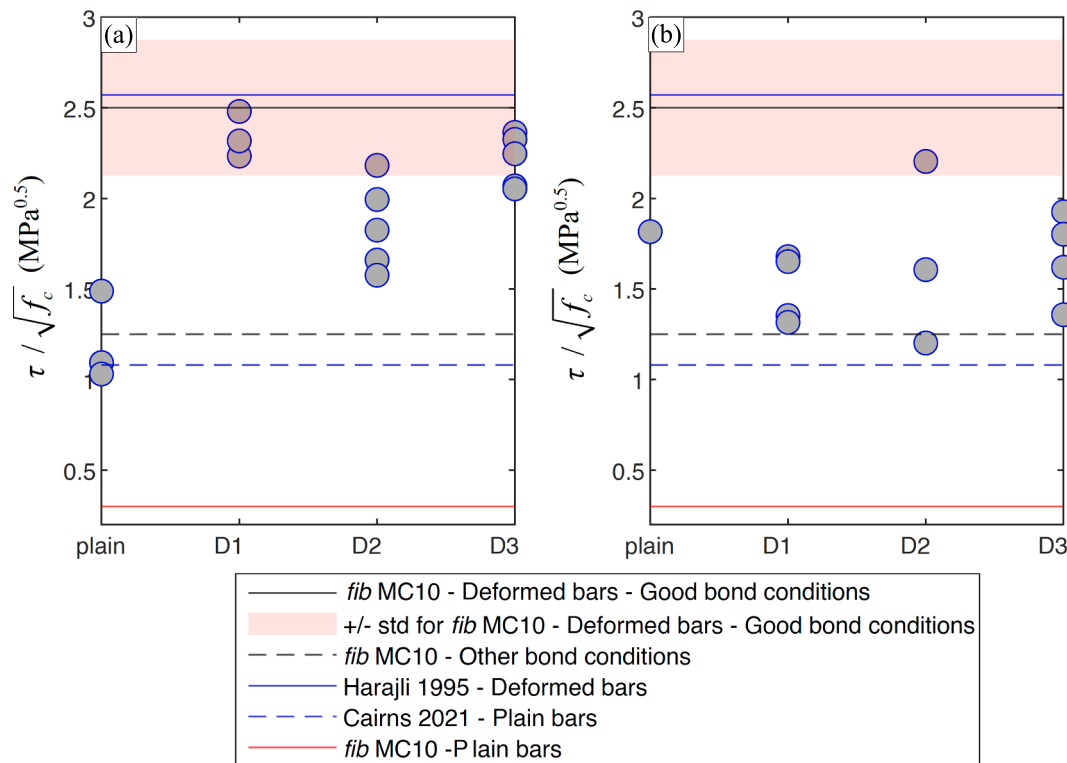 (a)
3
2.5
2
1.5
1
0.5
τ / √f_c (MPa^0.5)
plain D1 D2 D3
(b)
3
2.5
2
1.5
1
0.5
τ / √f_c (MPa^0.5)
plain D1 D2 D3
fib MC10 - Deformed bars - Good bond conditions
+/- std for fib MC10 - Deformed bars - Good bond conditions
fib MC10 - Other bond conditions
Harajli 1995 - Deformed bars
Cairns 2021 - Plain bars
fib MC10 -Plain bars